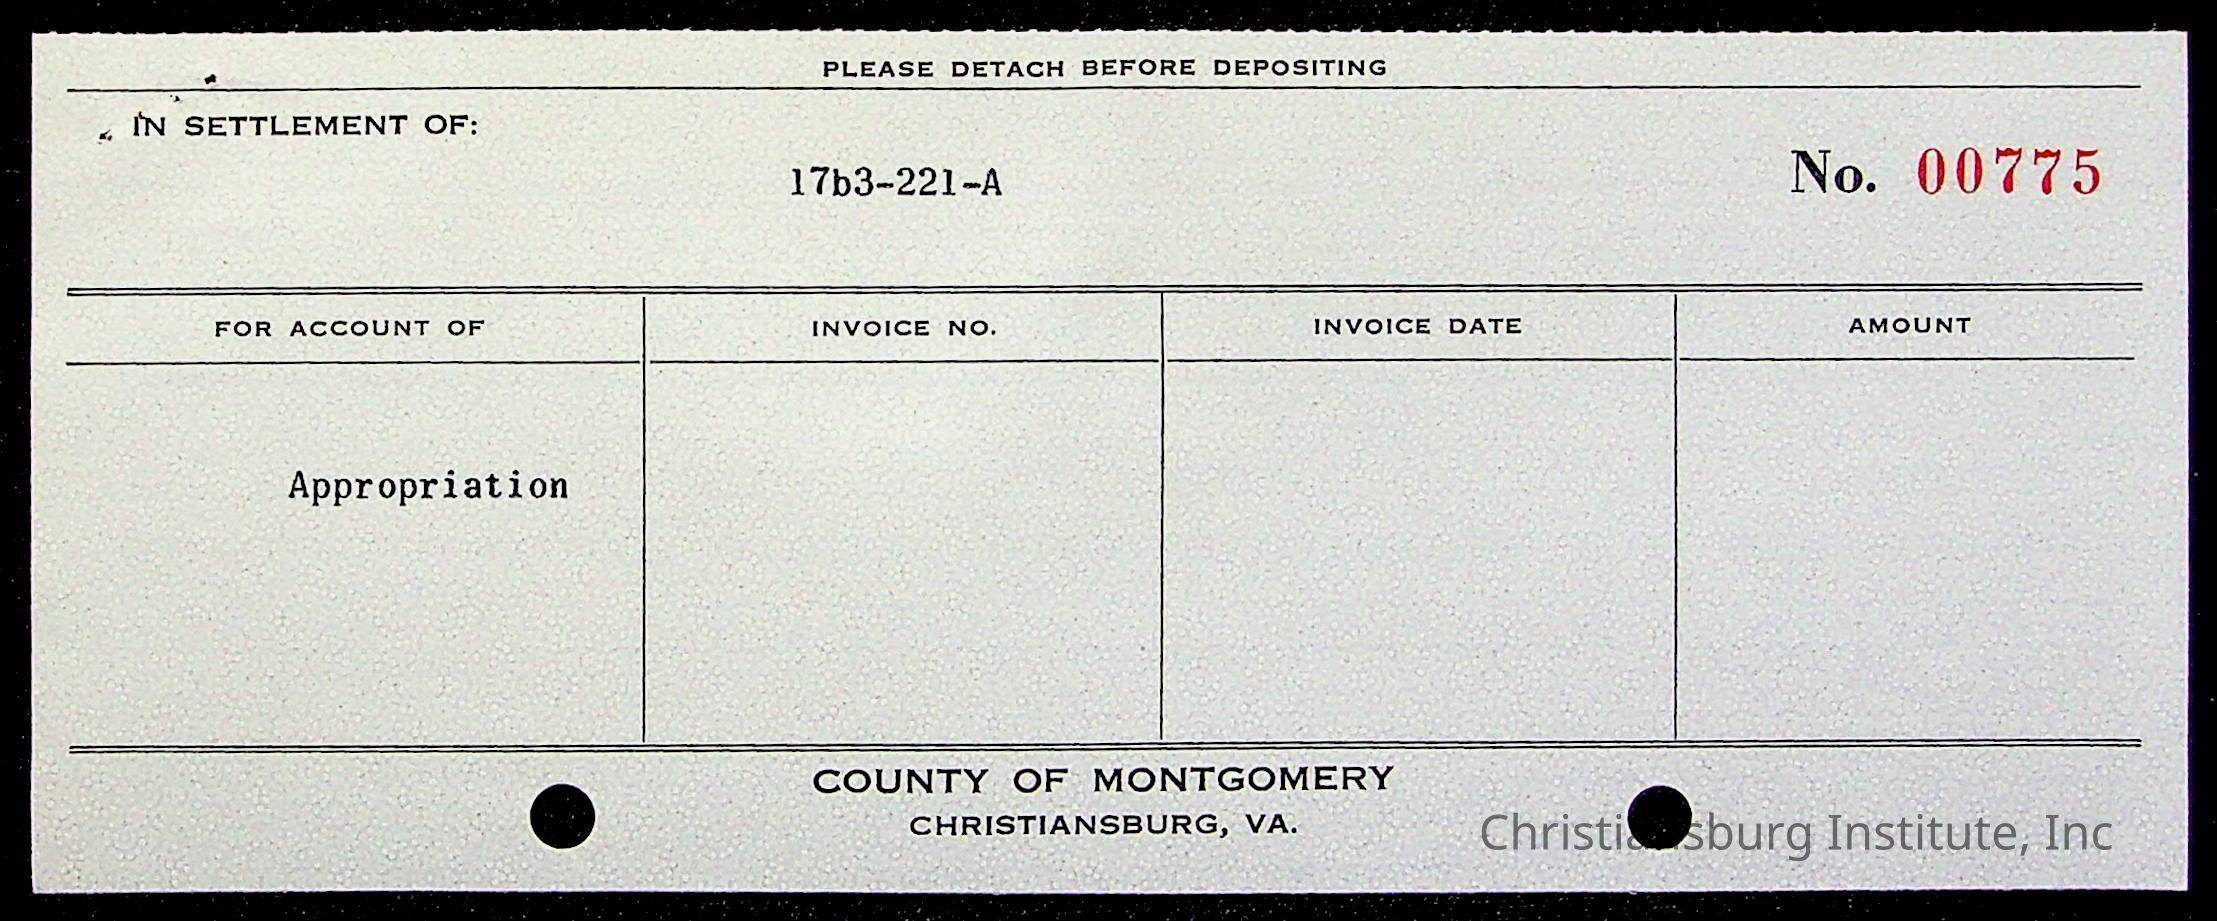 PLEASE DETACH BEFORE DEPOSITING
IN SETTLEMENT OF:
17b3-221-A
No. 00775
FOR ACCOUNT OF INVOICE NO. INVOICE DATE AMOUNT
Appropriation
COUNTY OF MONTGOMERY
CHRISTIANSBURG, VA.
Christiansburg Institute, Inc